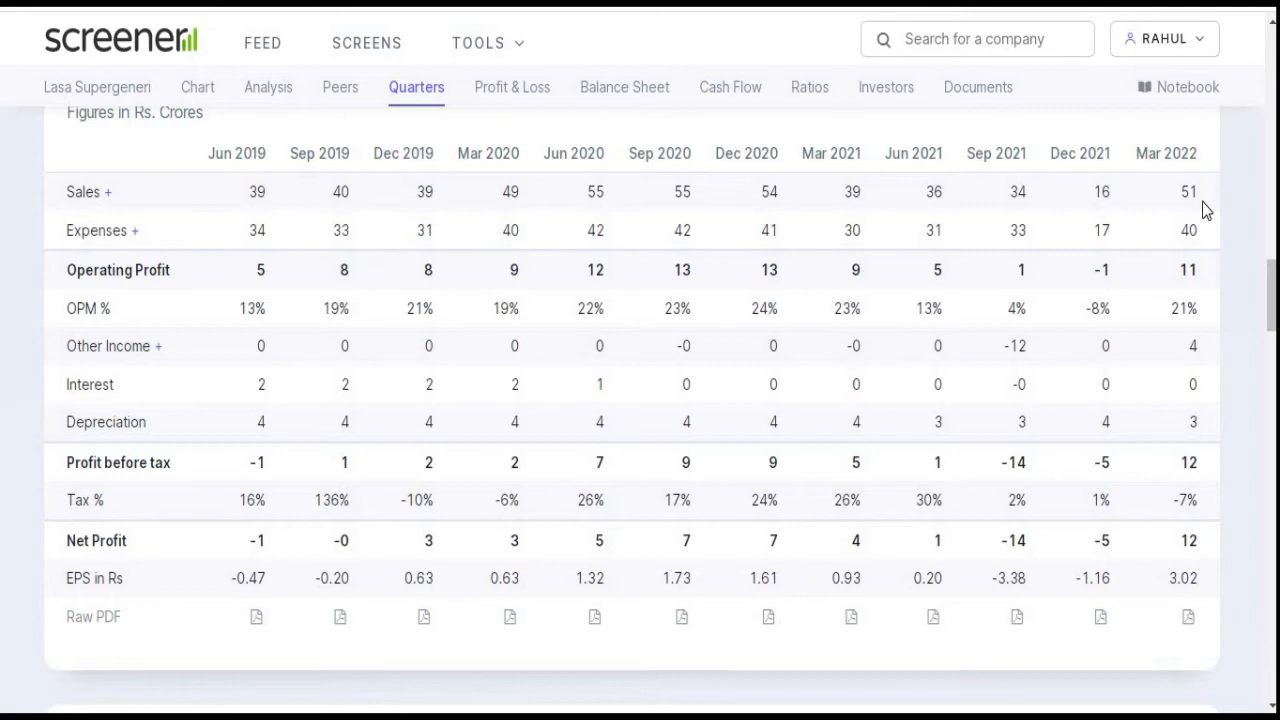 screener FEED SCREENS TOOLS Search for a company RAHUL
Lasa Supergeneri Chart Analysis Peers Quarters Profit & Loss Balance Sheet Cash Flow Ratios Investors Documents Notebook
Figures in Rs. Crores
Jun 2019 Sep 2019 Dec 2019 Mar 2020 Jun 2020 Sep 2020 Dec 2020 Mar 2021 Jun 2021 Sep 2021 Dec 2021 Mar 2022
Sales + 39 40 39 49 55 55 54 39 36 34 16 51
Expenses + 34 33 31 40 42 42 41 30 31 33 17 40
Operating Profit 5 8 8 9 12 13 13 9 5 1 -1 11
OPM % 13% 19% 21% 19% 22% 23% 24% 23% 13% 4% -8% 21%
Other Income + 0 0 0 0 0 -0 0 -0 0 -12 0 4
Interest 2 2 2 2 1 0 0 0 0 -0 0 0
Depreciation 4 4 4 4 4 4 4 4 3 3 4 3
Profit before tax -1 1 2 2 7 9 9 5 1 -14 -5 12
Tax % 16% 136% -10% -6% 26% 17% 24% 26% 30% 2% 1% -7%
Net Profit -1 -0 3 3 5 7 7 4 1 -14 -5 12
EPS in Rs -0.47 -0.20 0.63 0.63 1.32 1.73 1.61 0.93 0.20 -3.38 -1.16 3.02
Raw PDF